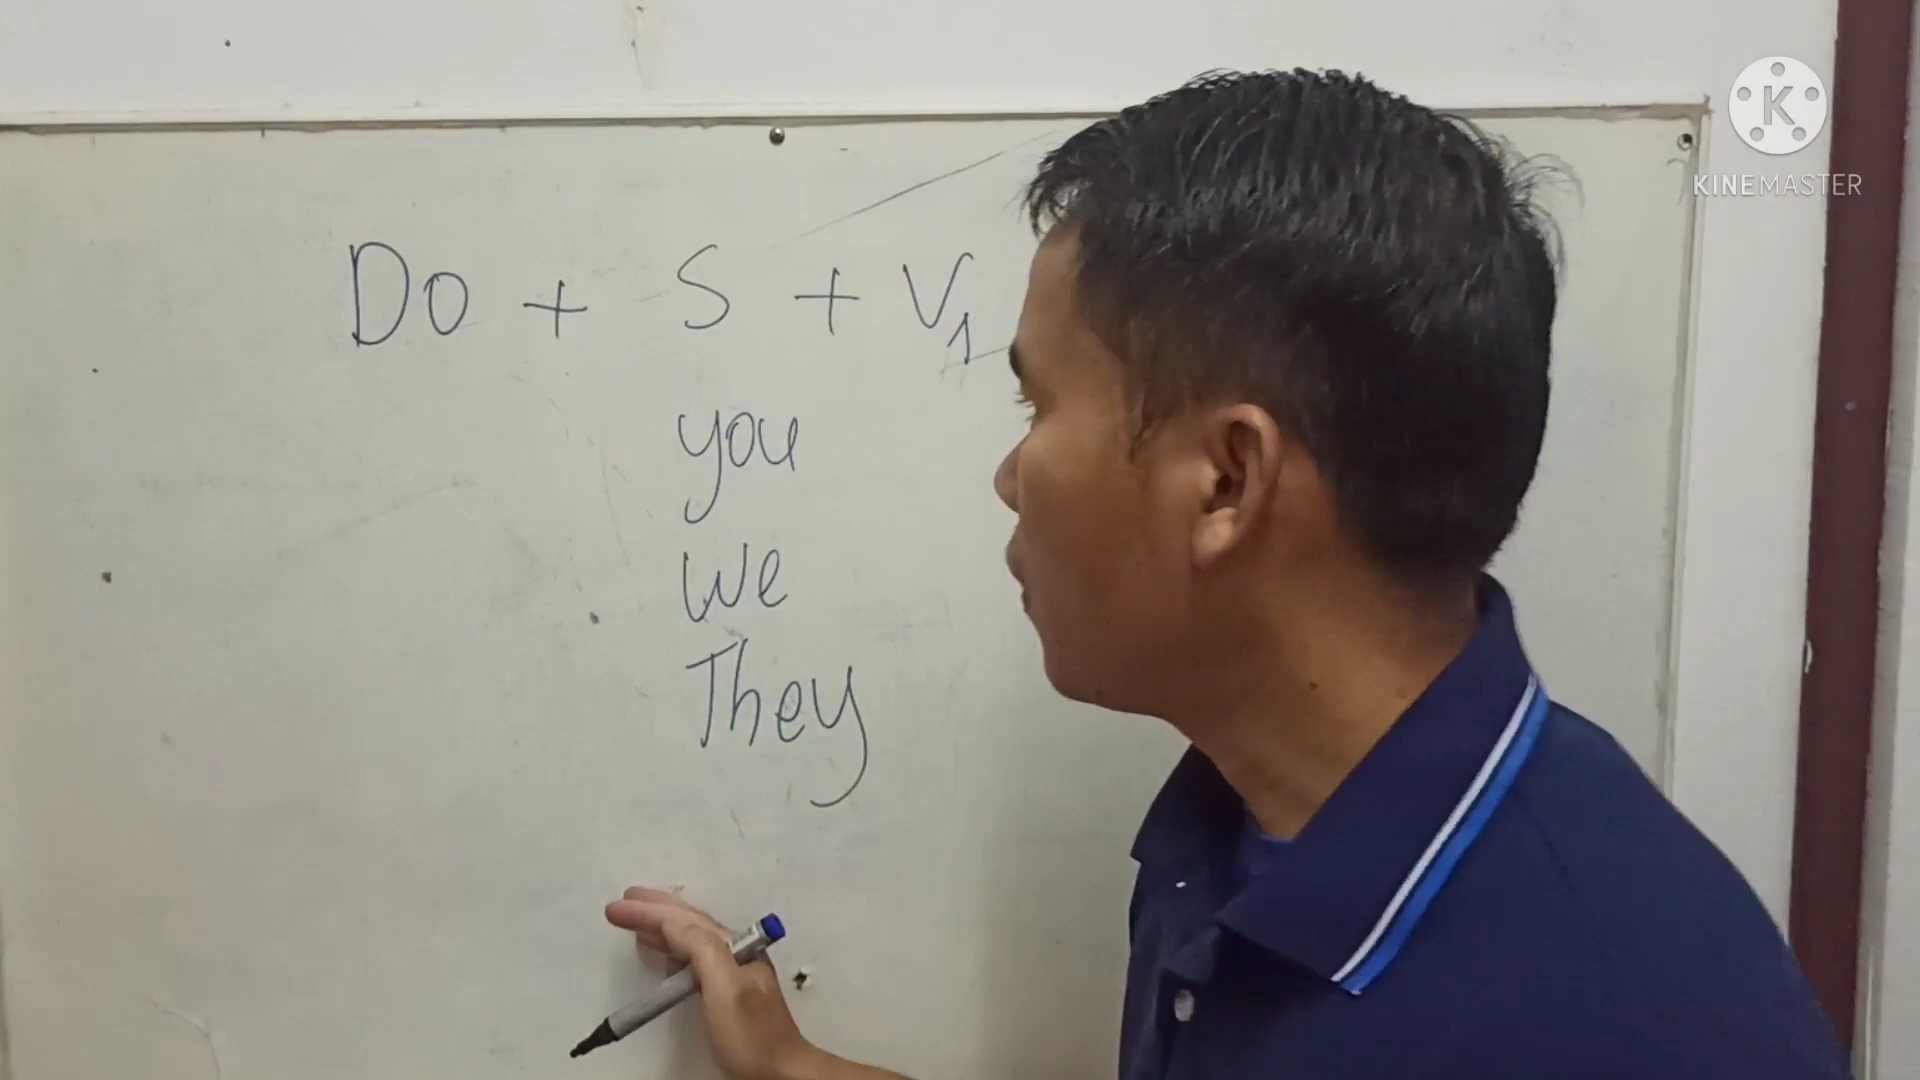 K
KINEMASTER
Do + S + V1
you
we
They